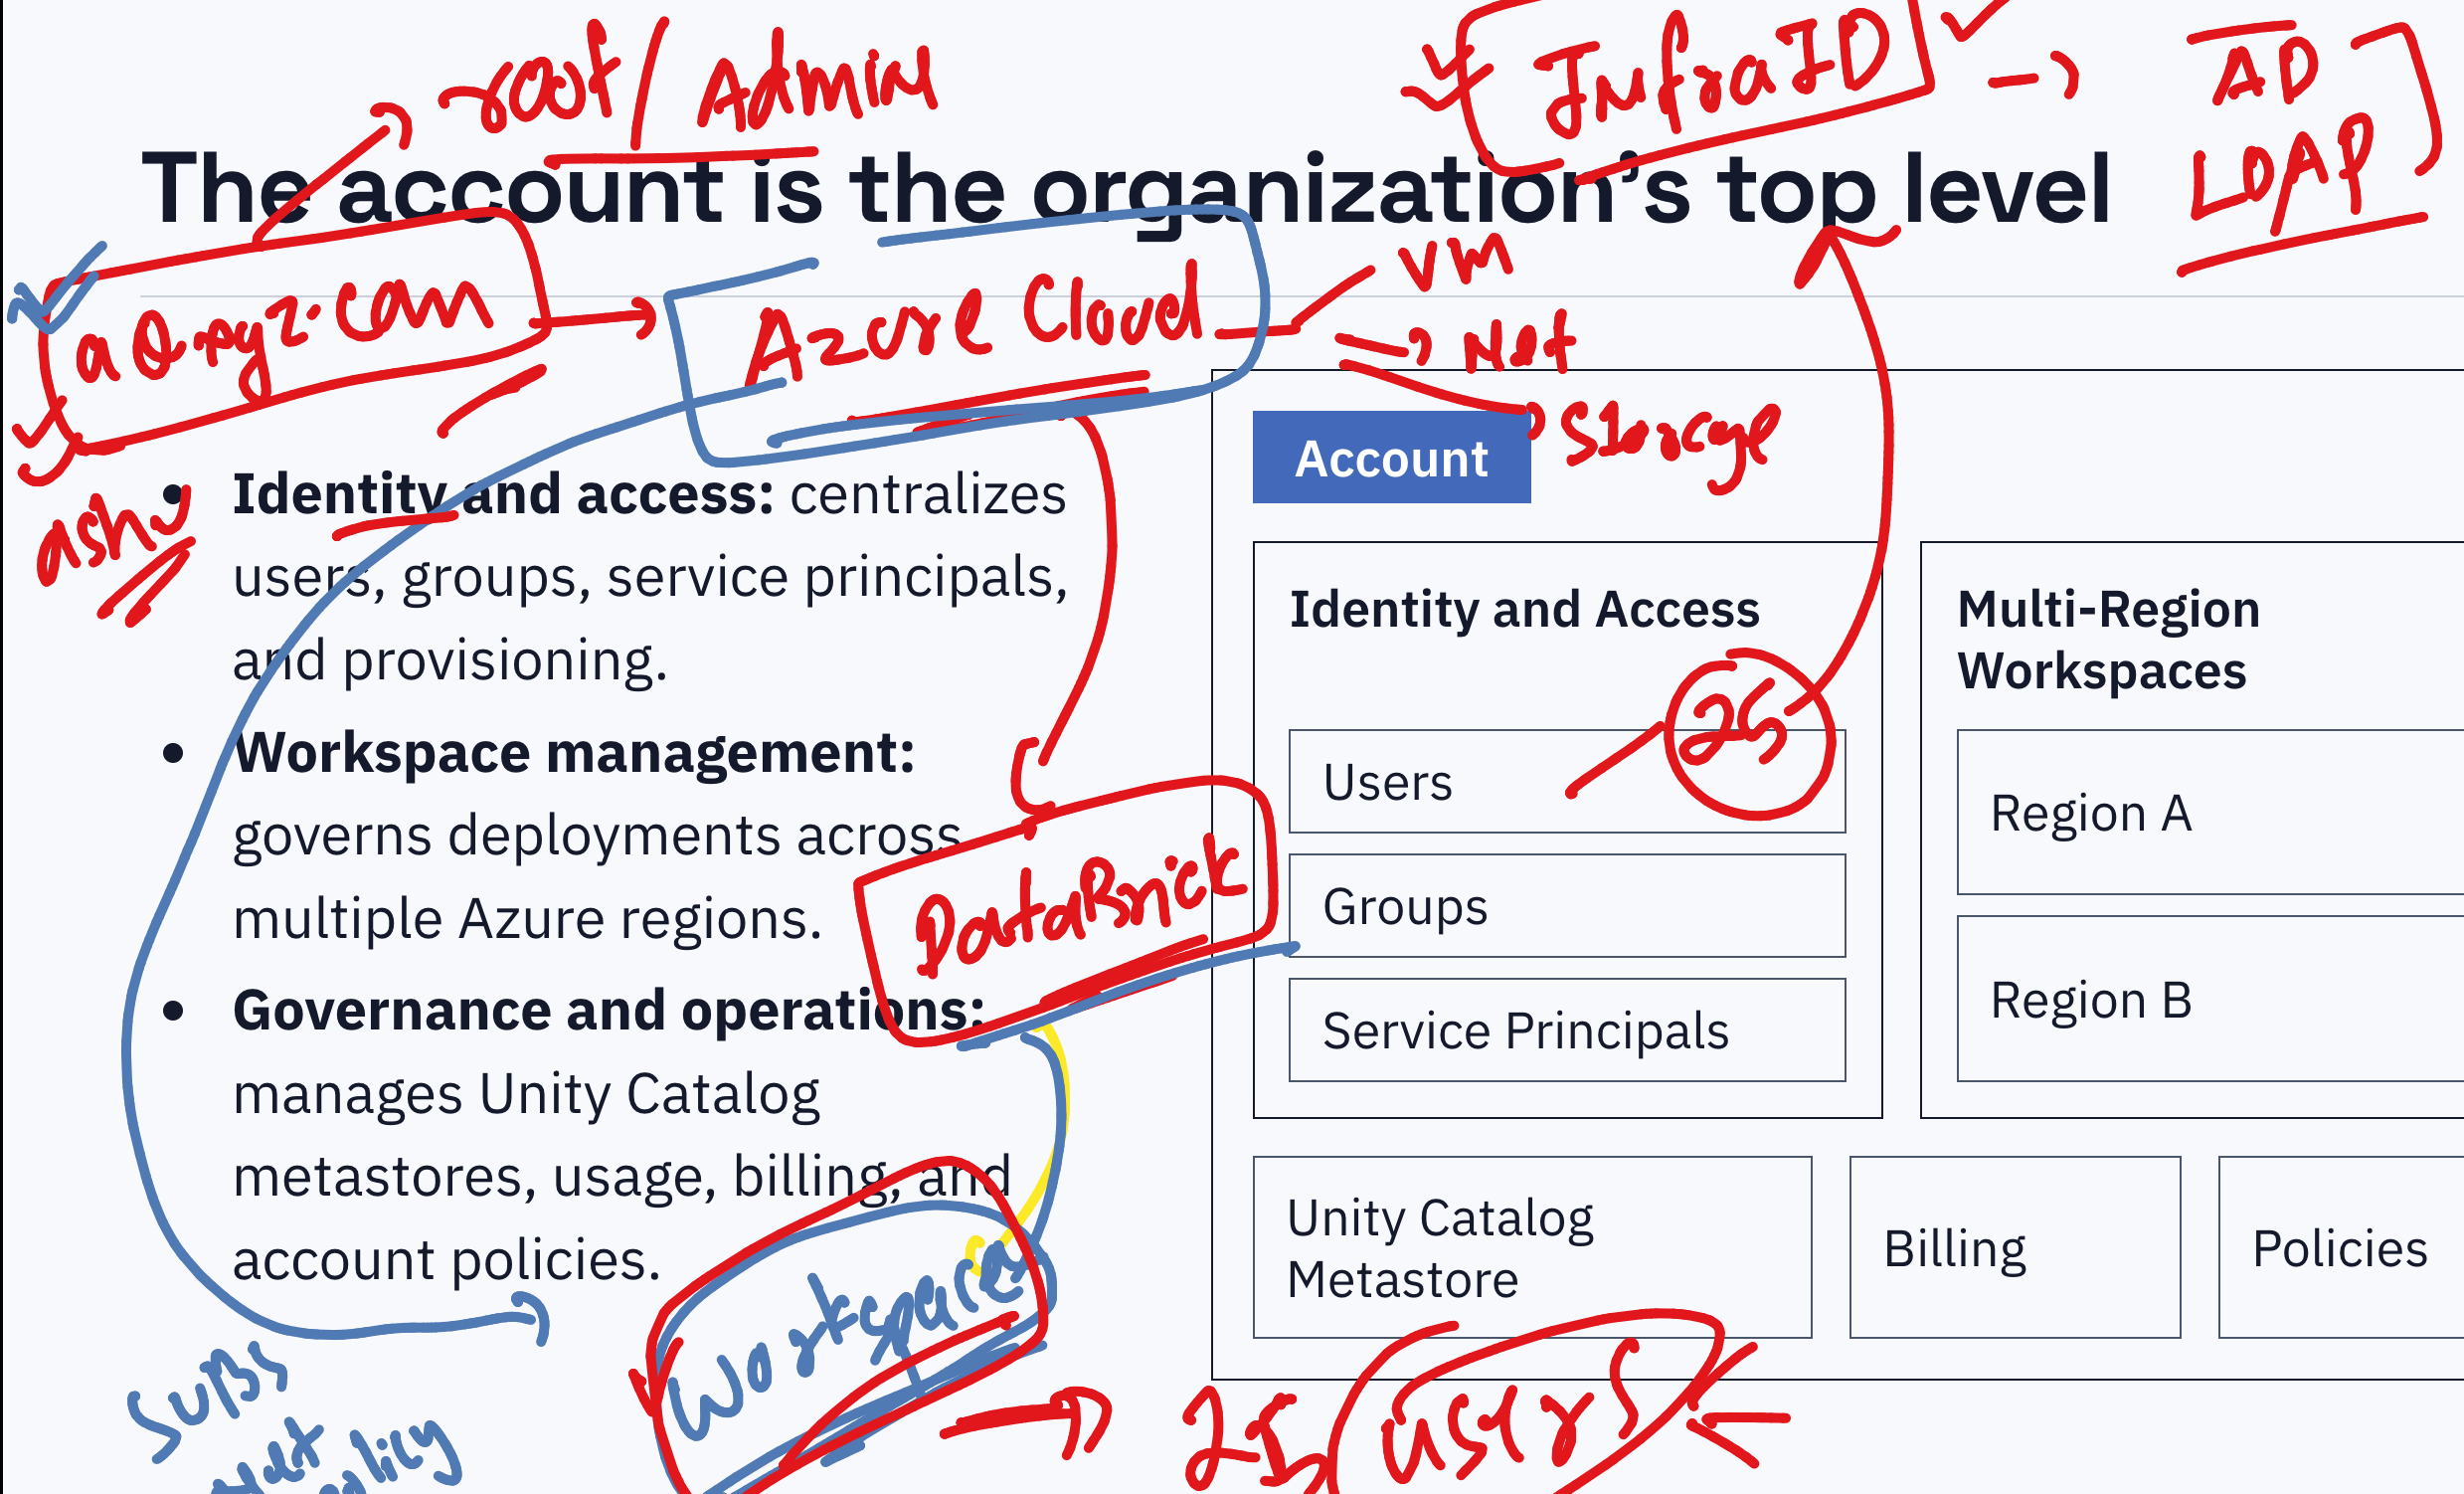 root/Admin
InfraID
AD
LDAP
The account is the organization's top level
a@xyz.com
Azure Cloud
VM
Net
Storage
ashu
Account
• Identity and access: centralizes
users, groups, service principals,
and provisioning.
• Workspace management:
governs deployments across
multiple Azure regions.
• Governance and operations:
manages Unity Catalog
metastores, usage, billing, and
account policies.
DataBrick
Identity and Access
25
Users
Groups
Service Principals
Multi-Region
Workspaces
Region A
Region B
Unity Catalog
Metastore
Billing
Policies
Workspace
25 users
SUBS